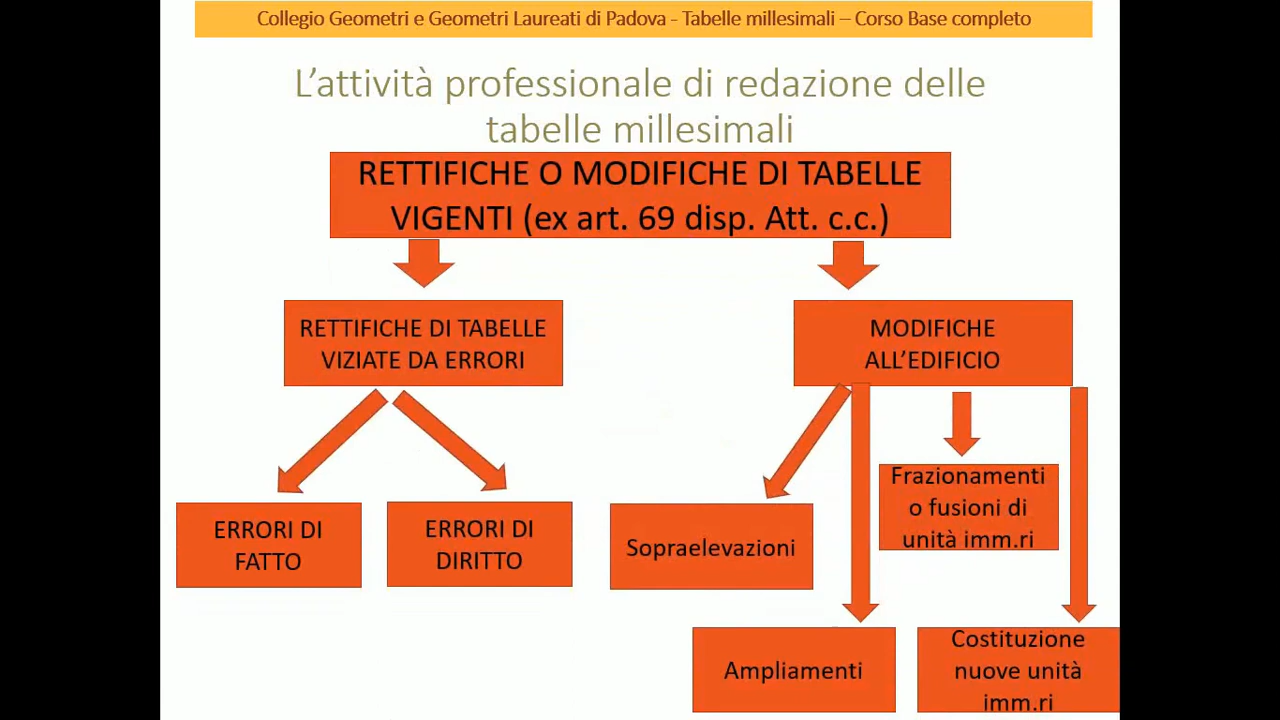 Collegio Geometri e Geometri Laureati di Padova - Tabelle millesimali – Corso Base completo
L’attività professionale di redazione delle
tabelle millesimali
RETTIFICHE O MODIFICHE DI TABELLE
VIGENTI (ex art. 69 disp. Att. c.c.)
RETTIFICHE DI TABELLE
VIZIATE DA ERRORI
MODIFICHE
ALL’EDIFICIO
ERRORI DI
FATTO
ERRORI DI
DIRITTO
Sopraelevazioni
Frazionamenti
o fusioni di
unità imm.ri
Ampliamenti
Costituzione
nuove unità
imm.ri